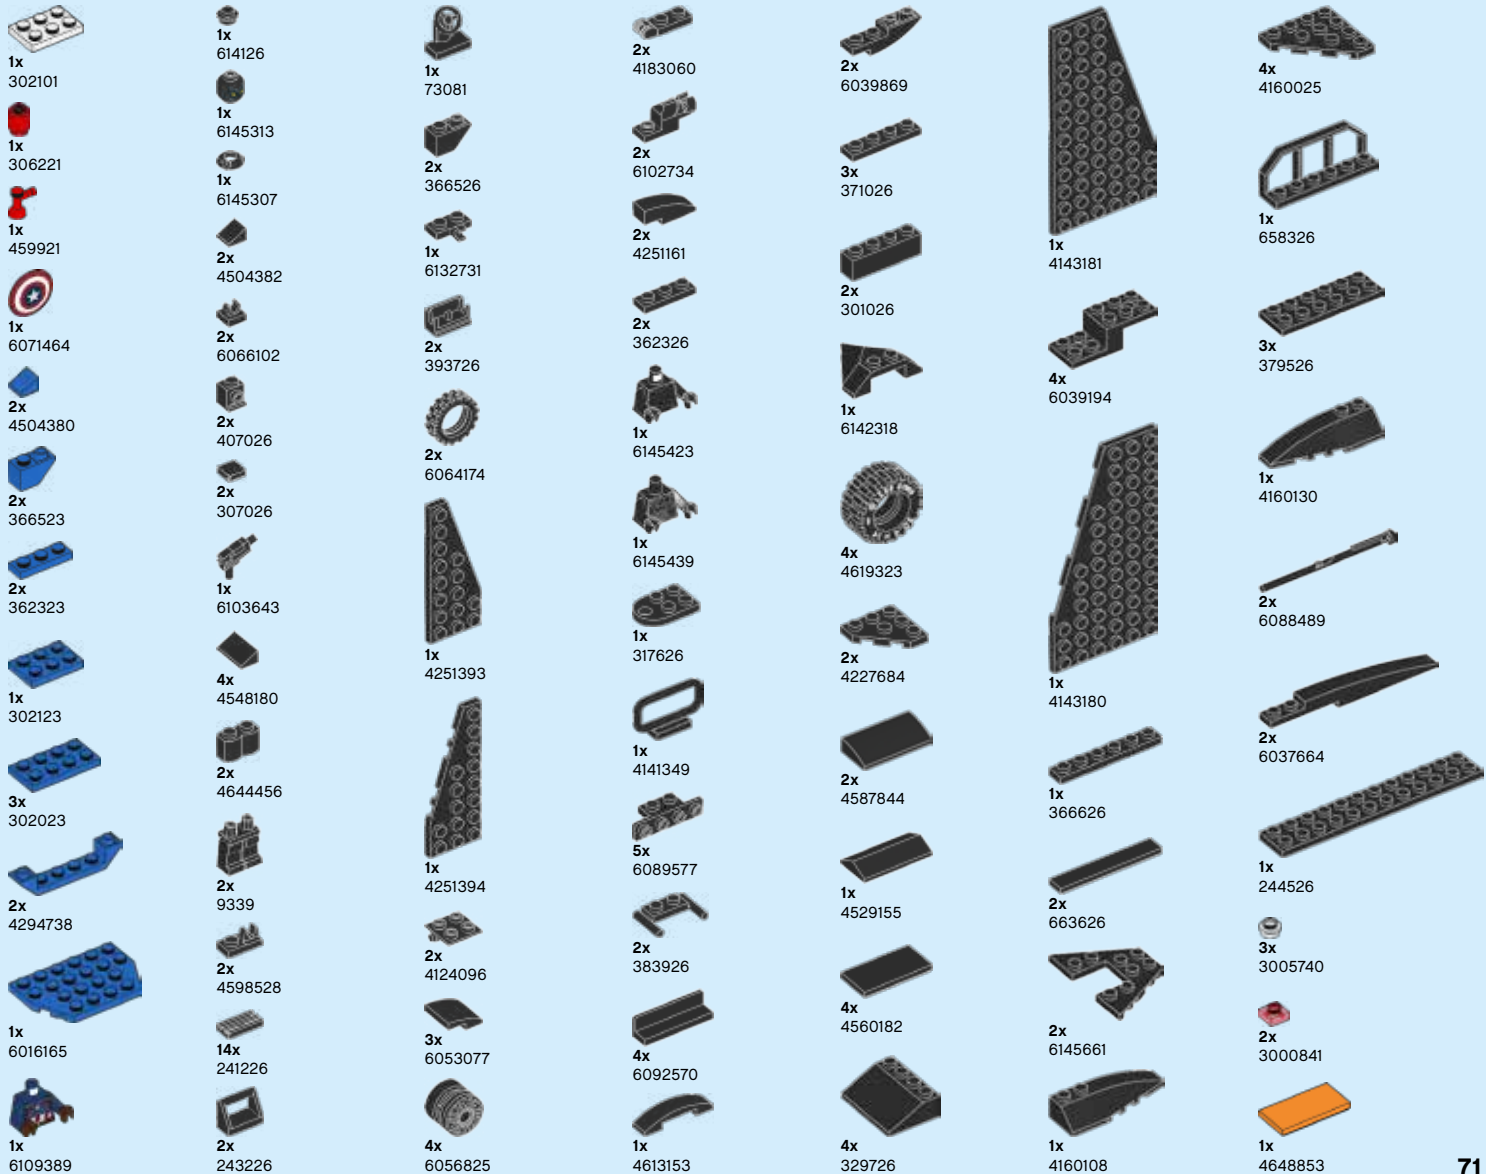 1x
302101
1x
306221
1x
459921
1x
6071464
2x
4504380
2x
366523
2x
362323
1x
302123
3x
302023
2x
4294738
1x
6016165
1x
6109389
1x
614126
1x
6145313
1x
6145307
2x
4504382
2x
6066102
2x
407026
2x
307026
1x
6103643
4x
4548180
2x
4644456
2x
9339
2x
4598528
14x
241226
2x
243226
1x
73081
2x
366526
1x
6132731
2x
393726
2x
6064174
1x
4251393
1x
4251394
2x
4124096
3x
6053077
4x
6056825
2x
4183060
2x
6102734
2x
4251161
2x
362326
1x
6145423
1x
6145439
1x
317626
1x
4141349
5x
6089577
2x
383926
4x
6092570
1x
4613153
2x
6039869
3x
371026
2x
301026
1x
6142318
4x
4619323
2x
4227684
2x
4587844
1x
4529155
4x
4560182
4x
329726
1x
4143181
4x
6039194
1x
4143180
1x
366626
2x
663626
2x
6145661
1x
4160108
4x
4160025
1x
658326
3x
379526
1x
4160130
2x
6088489
2x
6037664
1x
244526
3x
3005740
2x
3000841
1x
4648853
71